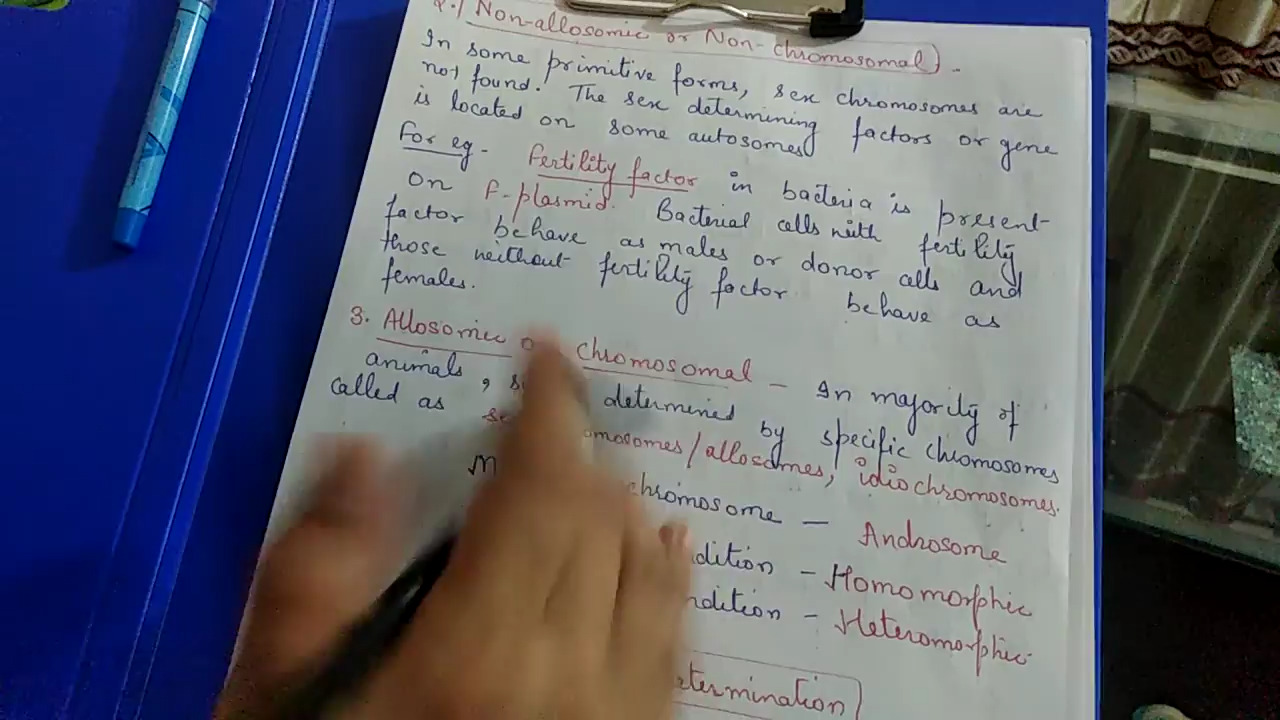 2.) Non-allosomic or Non-chromosomal) -
In some primitive forms, sex chromosomes are
not found. The sex determining factors or gene
is located on some autosomes
For eg - Fertility factor in bacteria is present
on F-plasmid. Bacterial cells with fertility
factor behave as males or donor cells and
those without fertility factor behave as
females.
3. Allosomic chromosomal - In majority of
animals, determined by specific chromosomes
called as omosomes/allosomes, idiochromosomes.
chromosome - Androsome
dition - Homomorphic
ndition - Heteromorphic
termination